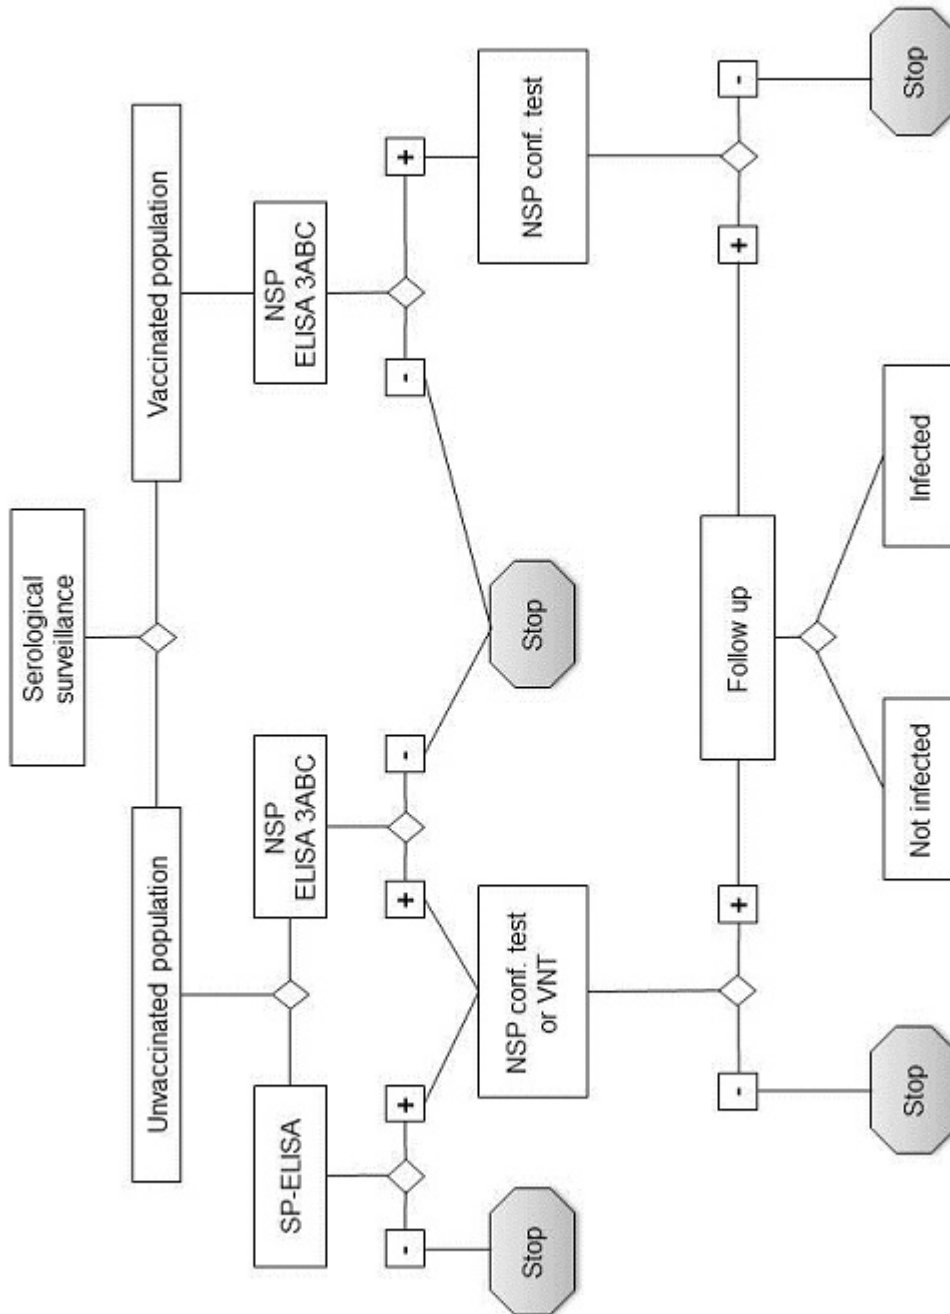 Serological
surveillance
Unvaccinated population
Vaccinated population
SP-ELISA
NSP
ELISA 3ABC
NSP
ELISA 3ABC
-
+
+
-
-
+
Stop
NSP conf. test
or VNT
Stop
NSP conf. test
-
+
Follow up
+
-
Stop
Not infected
Infected
Stop